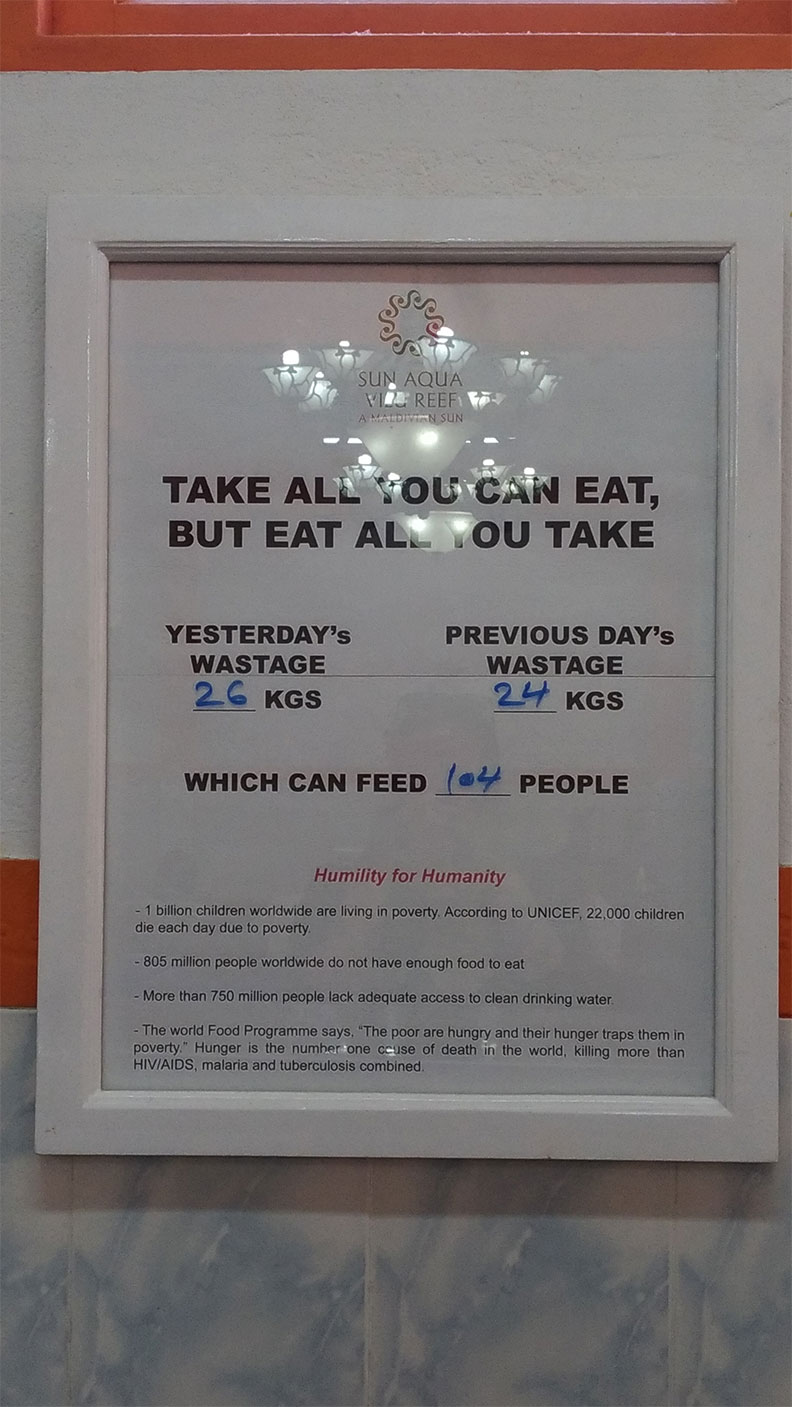 SUN AQUA
VILU REEF
A MALDIVIAN SUN
TAKE ALL YOU CAN EAT,
BUT EAT ALL YOU TAKE
YESTERDAY's
WASTAGE
26 KGS
PREVIOUS DAY's
WASTAGE
24 KGS
WHICH CAN FEED 104 PEOPLE
Humility for Humanity
- 1 billion children worldwide are living in poverty. According to UNICEF, 22,000 children
die each day due to poverty.
- 805 million people worldwide do not have enough food to eat
- More than 750 million people lack adequate access to clean drinking water.
- The world Food Programme says, “The poor are hungry and their hunger traps them in
poverty.” Hunger is the number one cause of death in the world, killing more than
HIV/AIDS, malaria and tuberculosis combined.